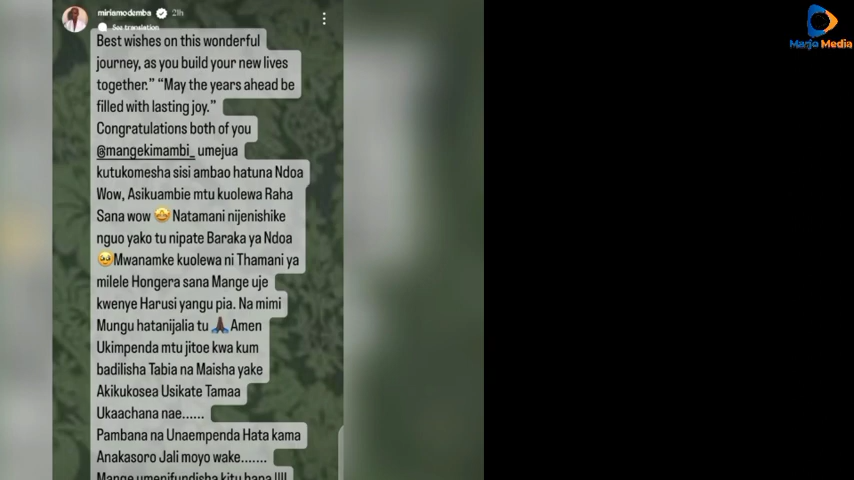 miriamodemba 21h
See translation
Best wishes on this wonderful
journey, as you build your new lives
together.” “May the years ahead be
filled with lasting joy.”
Congratulations both of you
@mangekimambi_ umejua
kutukomesha sisi ambao hatuna Ndoa
Wow, Asikuambie mtu kuolewa Raha
Sana wow 🤩 Natamani nijenishike
nguo yako tu nipate Baraka ya Ndoa
🥹Mwanamke kuolewa ni Thamani ya
milele Hongera sana Mange uje
kwenye Harusi yangu pia. Na mimi
Mungu hatanijalia tu 🙏🏿Amen
Ukimpenda mtu jitoe kwa kum
badilisha Tabia na Maisha yake
Akikukosea Usikate Tamaa
Ukaachana nae......
Pambana na Unaempenda Hata kama
Anakasoro Jali moyo wake.......
Mange umenifundisha kitu hapa !!!!
Marjo Media